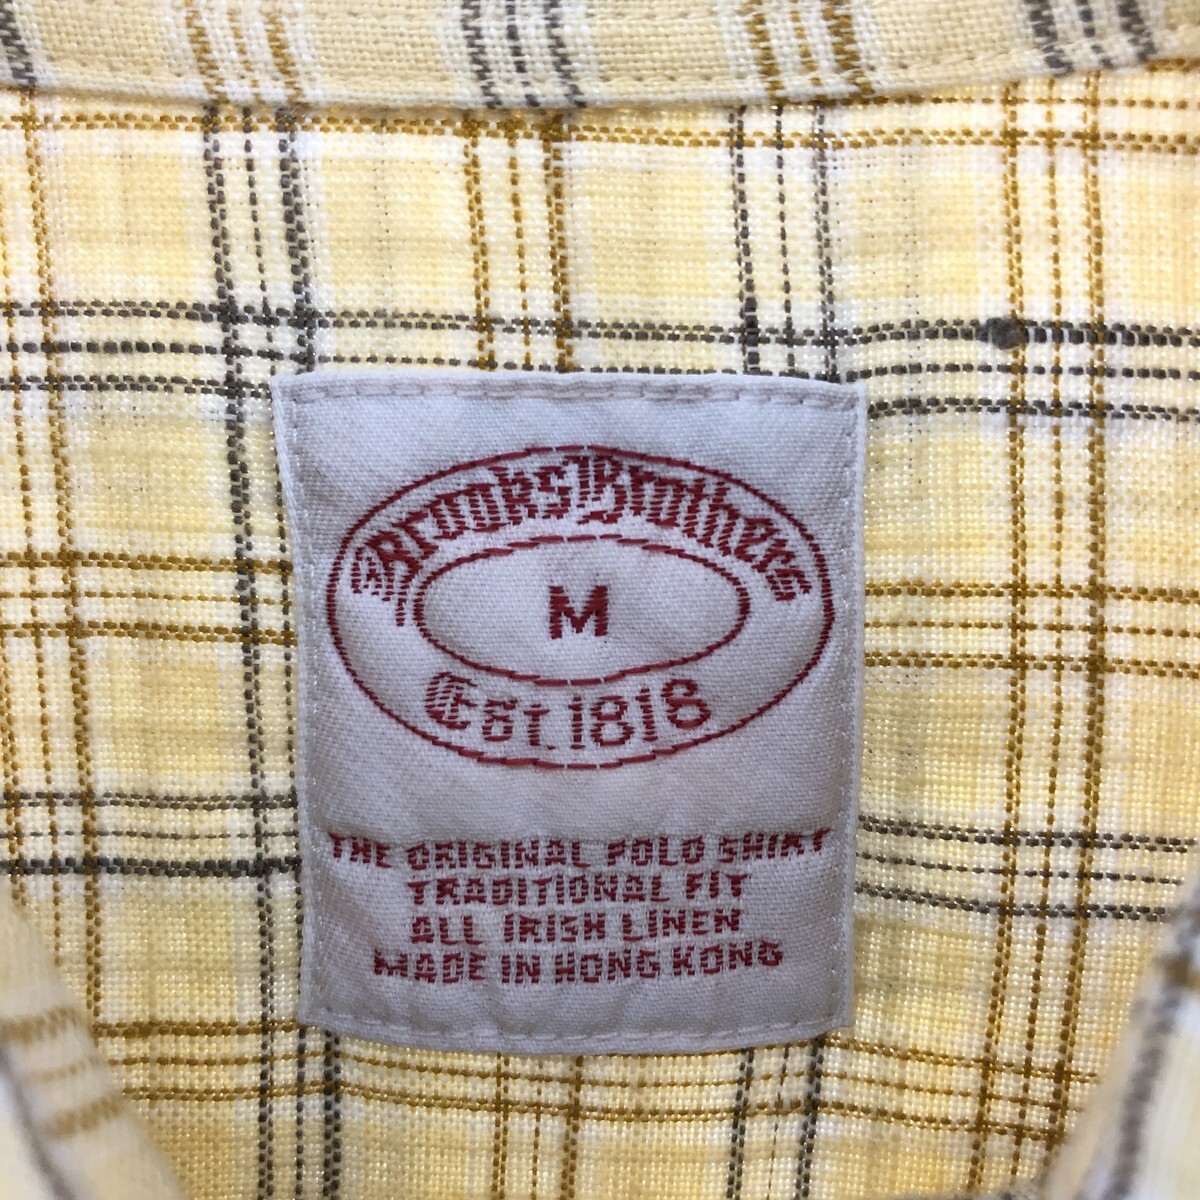 Brooks Brothers
M
Est. 1818
THE ORIGINAL POLO SHIRT
TRADITIONAL FIT
ALL IRISH LINEN
MADE IN HONG KONG